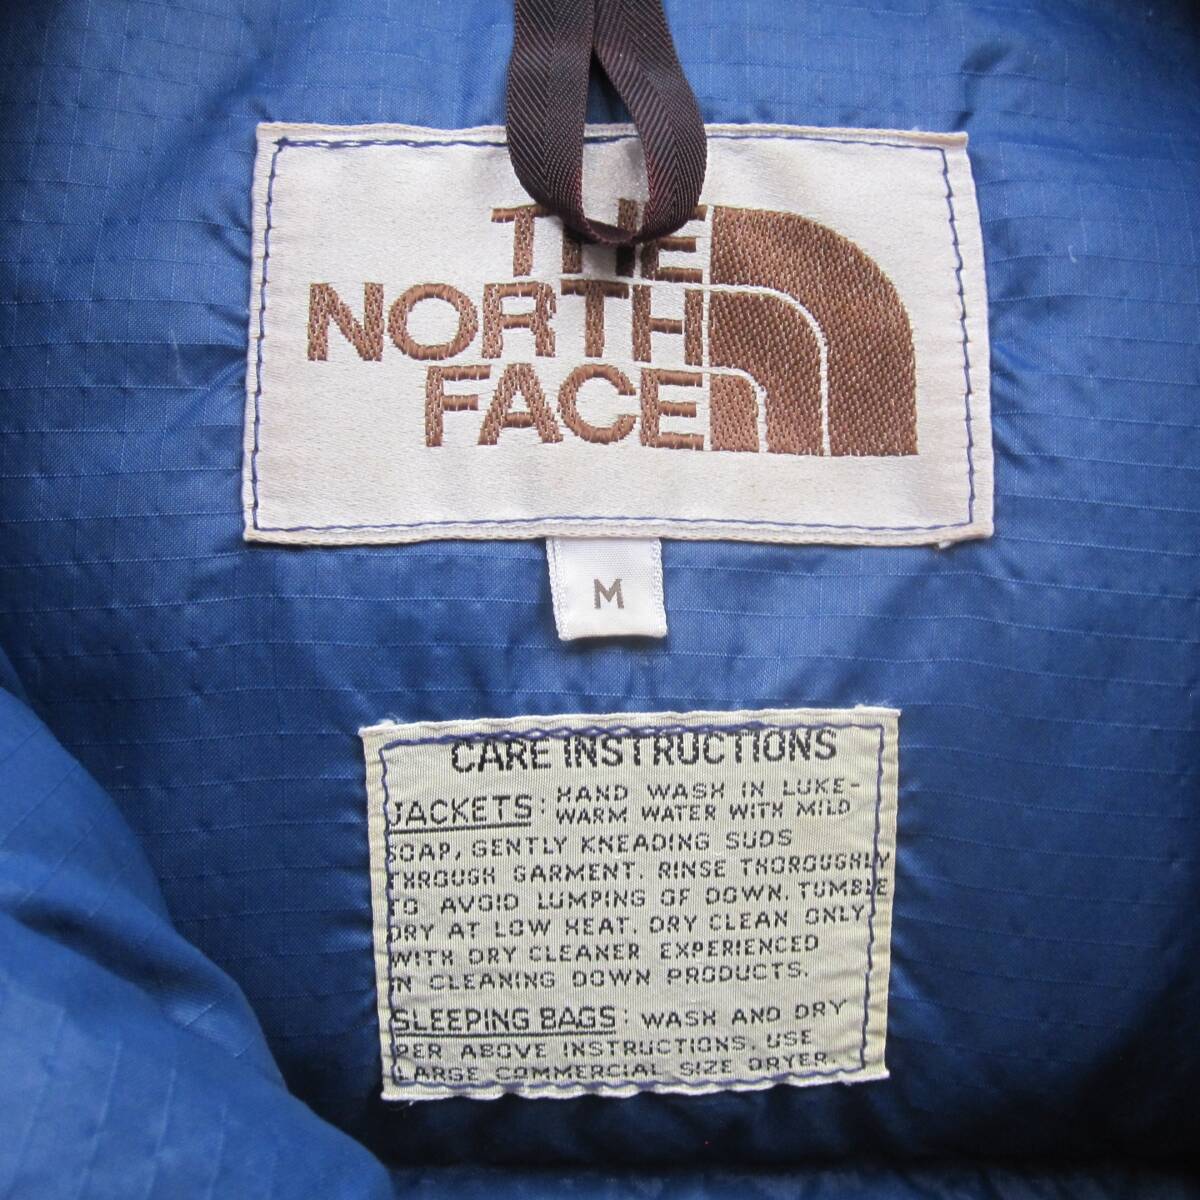 THE
NORTH
FACE
M
CARE INSTRUCTIONS
JACKETS: HAND WASH IN LUKE-
WARM WATER WITH MILD
SOAP, GENTLY KNEADING SUDS
THROUGH GARMENT. RINSE THOROUGHLY
TO AVOID LUMPING OF DOWN. TUMBLE
DRY AT LOW HEAT. DRY CLEAN ONLY
WITH DRY CLEANER EXPERIENCED
IN CLEANING DOWN PRODUCTS.
SLEEPING BAGS: WASH AND DRY
PER ABOVE INSTRUCTIONS. USE
LARGE COMMERCIAL SIZE DRYER.